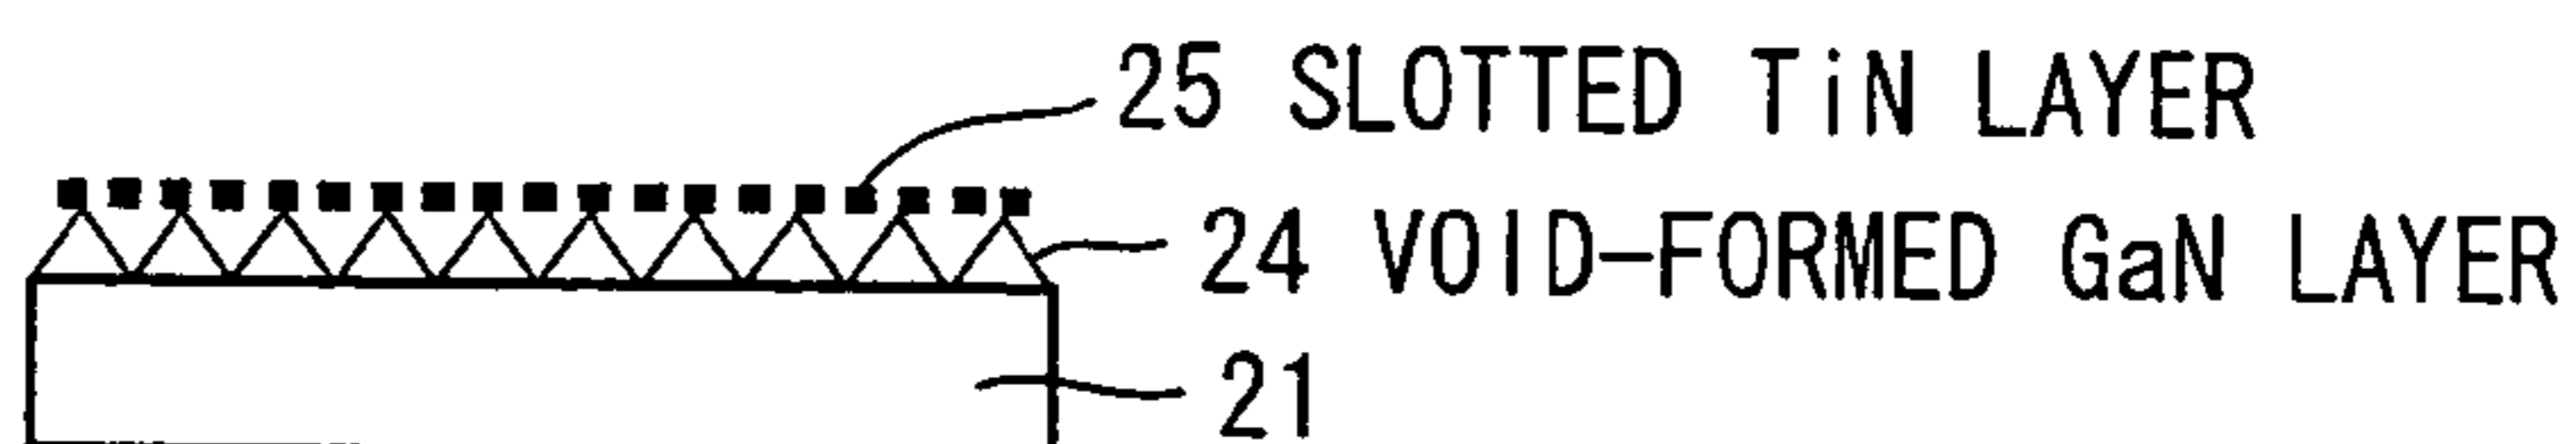 25 SLOTTED TiN LAYER
24 VOID-FORMED GaN LAYER
21